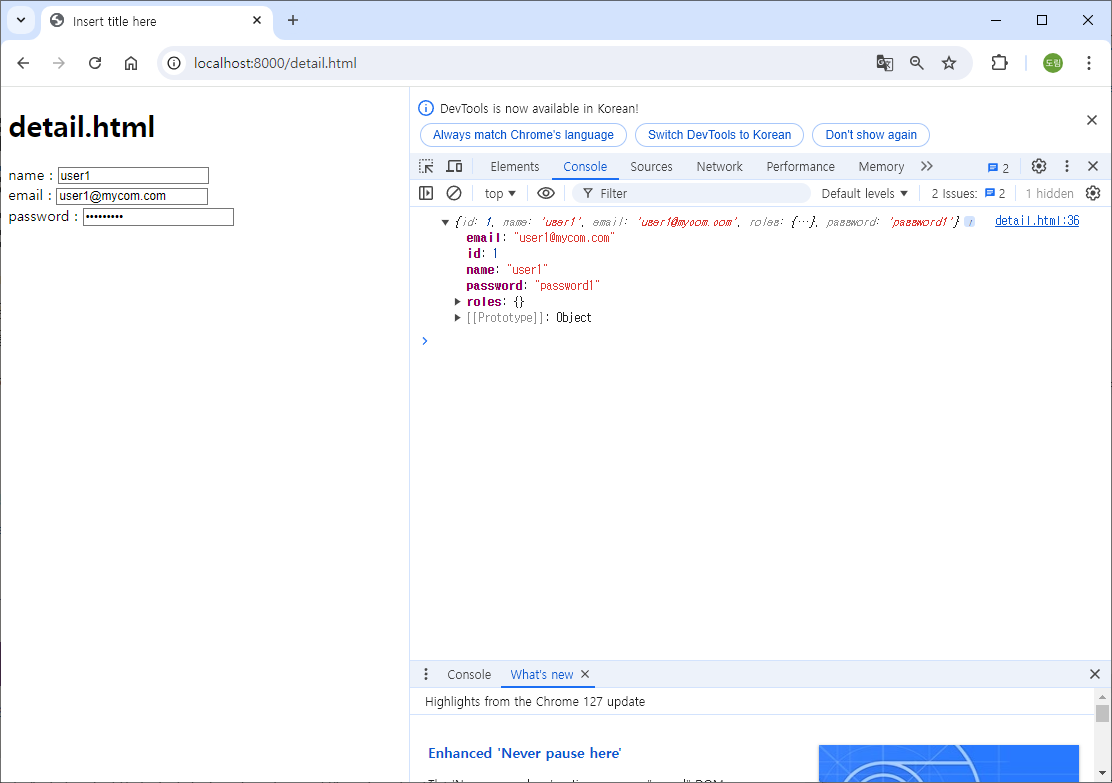 Insert title here
localhost:8000/detail.html
도림
detail.html
name : user1
email : user1@mycom.com
password : •••••••••
DevTools is now available in Korean!
Always match Chrome's language Switch DevTools to Korean Don't show again
Elements Console Sources Network Performance Memory 2
top Filter Default levels 2 Issues: 2 1 hidden
{id: 1, name: 'user1', email: 'user1@mycom.com', roles: {…}, password: 'password1'} detail.html:36
email: "user1@mycom.com"
id: 1
name: "user1"
password: "password1"
roles: {}
[[Prototype]]: Object
Console What's new
Highlights from the Chrome 127 update
Enhanced 'Never pause here'